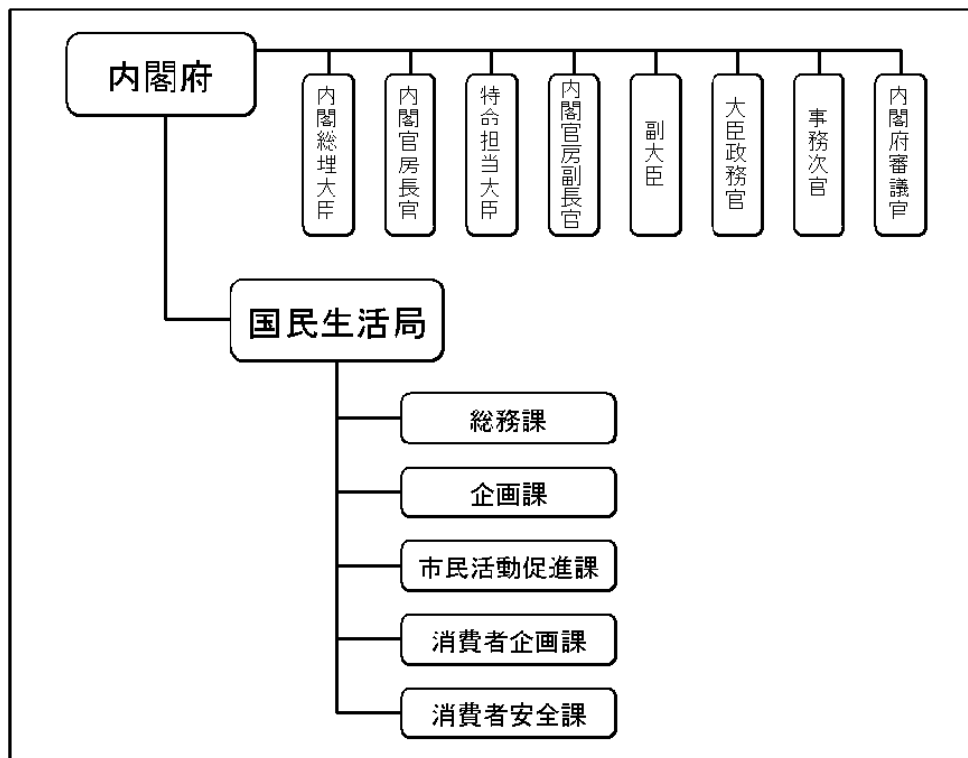 内閣府
内閣総理大臣
内閣官房長官
特命担当大臣
内閣官房副長官
副大臣
大臣政務官
事務次官
内閣府審議官
国民生活局
総務課
企画課
市民活動促進課
消費者企画課
消費者安全課